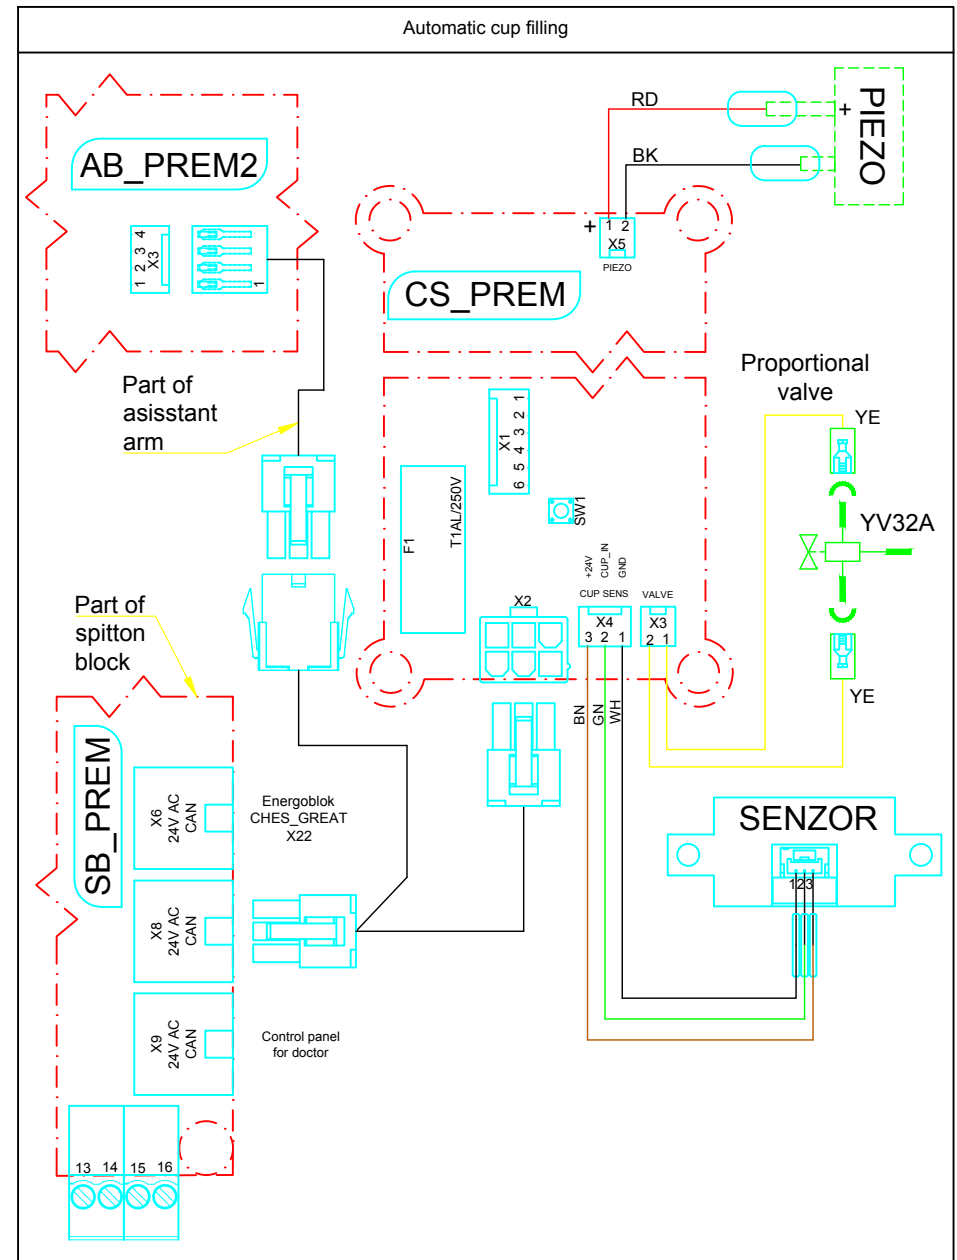 Automatic cup filling
RD
BK
+
PIEZO
AB_PREM2
1 2 3 4
X3
1
+
1 2
X5
PIEZO
CS_PREM
Part of
asisstant
arm
Proportional
valve
YE
X1
6 5 4 3 2 1
F1
T1AL/250V
SW1
YV32A
+24V
CUP_IN
GND
CUP SENS
VALVE
X2
X4
3 2 1
X3
2 1
Part of
spitton
block
YE
BN
GN
WH
SB_PREM
X6
24V AC
CAN
Energoblok
CHES_GREAT
X22
SENZOR
123
X8
24V AC
CAN
X9
24V AC
CAN
Control panel
for doctor
13 14 15 16